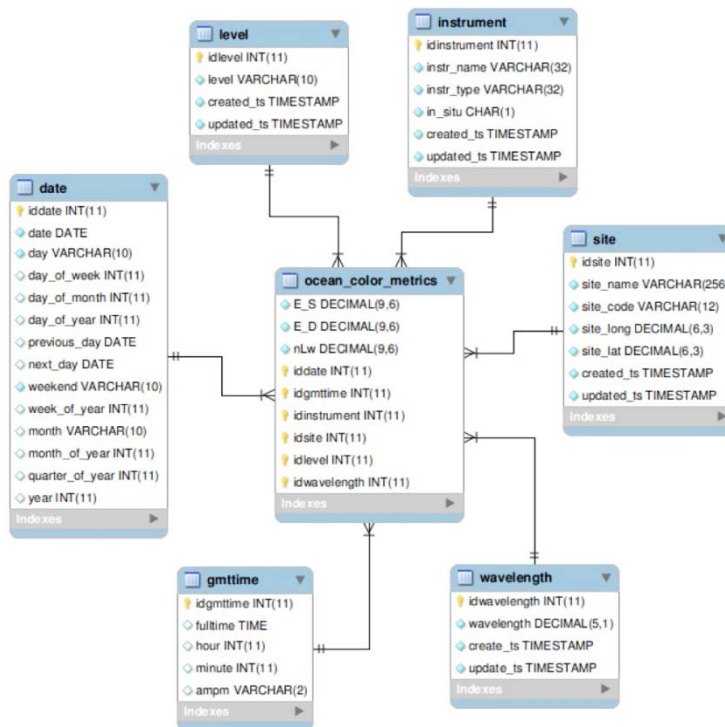 level
idlevel INT(11)
level VARCHAR(10)
created_ts TIMESTAMP
updated_ts TIMESTAMP
Indexes
instrument
idinstrument INT(11)
instr_name VARCHAR(32)
instr_type VARCHAR(32)
in_situ CHAR(1)
created_ts TIMESTAMP
updated_ts TIMESTAMP
Indexes
date
iddate INT(11)
date DATE
day VARCHAR(10)
day_of_week INT(11)
day_of_month INT(11)
day_of_year INT(11)
previous_day DATE
next_day DATE
weekend VARCHAR(10)
week_of_year INT(11)
month VARCHAR(10)
month_of_year INT(11)
quarter_of_year INT(11)
year INT(11)
Indexes
ocean_color_metrics
E_S DECIMAL(9,6)
E_D DECIMAL(9,6)
nLw DECIMAL(9,6)
iddate INT(11)
idgmttime INT(11)
idinstrument INT(11)
idsite INT(11)
idlevel INT(11)
idwavelength INT(11)
Indexes
site
idsite INT(11)
site_name VARCHAR(256
site_code VARCHAR(12)
site_long DECIMAL(6,3)
site_lat DECIMAL(6,3)
created_ts TIMESTAMP
updated_ts TIMESTAMP
Indexes
gmttime
idgmttime INT(11)
fulltime TIME
hour INT(11)
minute INT(11)
ampm VARCHAR(2)
Indexes
wavelength
idwavelength INT(11)
wavelength DECIMAL(5,1)
create_ts TIMESTAMP
update_ts TIMESTAMP
Indexes